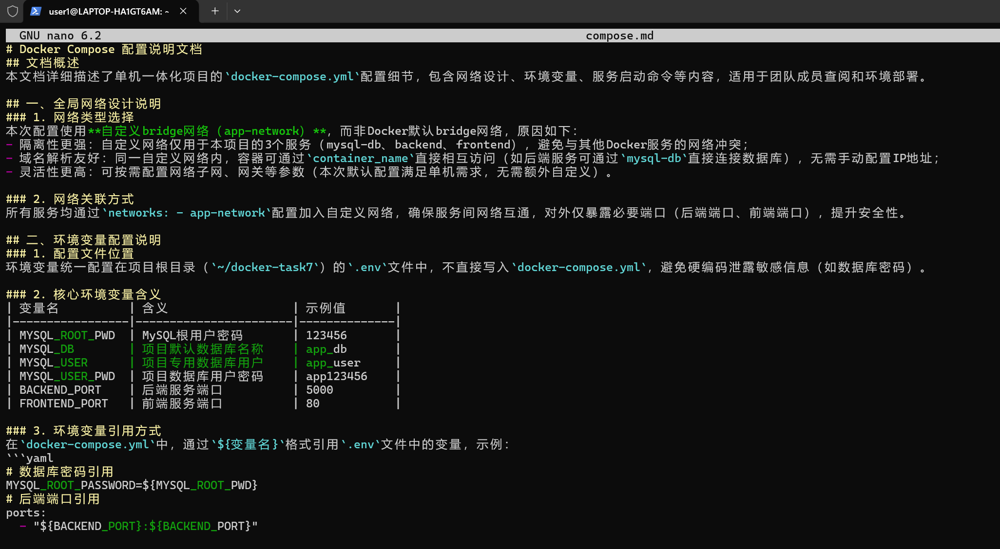 user1@LAPTOP-HA1GT6AM: ~
GNU nano 6.2 compose.md
# Docker Compose 配置说明文档
## 文档概述
本文档详细描述了单机一体化项目的`docker-compose.yml`配置细节，包含网络设计、环境变量、服务启动命令等内容，适用于团队成员查阅和环境部署。
## 一、全局网络设计说明
### 1. 网络类型选择
本次配置使用**自定义bridge网络（app-network）**，而非Docker默认bridge网络，原因如下：
- 隔离性更强：自定义网络仅用于本项目的3个服务（mysql-db、backend、frontend），避免与其他Docker服务的网络冲突；
- 域名解析友好：同一自定义网络内，容器可通过`container_name`直接相互访问（如后端服务可通过`mysql-db`直接连接数据库），无需手动配置IP地址；
- 灵活性更高：可按需配置网络子网、网关等参数（本次默认配置满足单机需求，无需额外自定义）。
### 2. 网络关联方式
所有服务均通过`networks: - app-network`配置加入自定义网络，确保服务间网络互通，对外仅暴露必要端口（后端端口、前端端口），提升安全性。
## 二、环境变量配置说明
### 1. 配置文件位置
环境变量统一配置在项目根目录（`~/docker-task7`）的`.env`文件中，不直接写入`docker-compose.yml`，避免硬编码泄露敏感信息（如数据库密码）。
### 2. 核心环境变量含义
| 变量名 | 含义 | 示例值 |
|-----------------|-----------------------|--------------|
| MYSQL_ROOT_PWD | MySQL根用户密码 | 123456 |
| MYSQL_DB | 项目默认数据库名称 | app_db |
| MYSQL_USER | 项目专用数据库用户 | app_user |
| MYSQL_USER_PWD | 项目数据库用户密码 | app123456 |
| BACKEND_PORT | 后端服务端口 | 5000 |
| FRONTEND_PORT | 前端服务端口 | 80 |
### 3. 环境变量引用方式
在`docker-compose.yml`中，通过`${变量名}`格式引用`.env`文件中的变量，示例：
```yaml
# 数据库密码引用
MYSQL_ROOT_PASSWORD=${MYSQL_ROOT_PWD}
# 后端端口引用
ports:
  - "${BACKEND_PORT}:${BACKEND_PORT}"